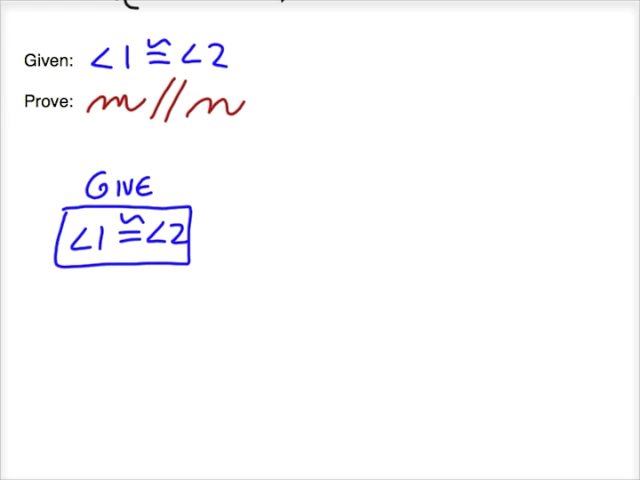 Given: ∠1 ≅ ∠2
Prove: m // n
GIVE
∠1 ≅ ∠2